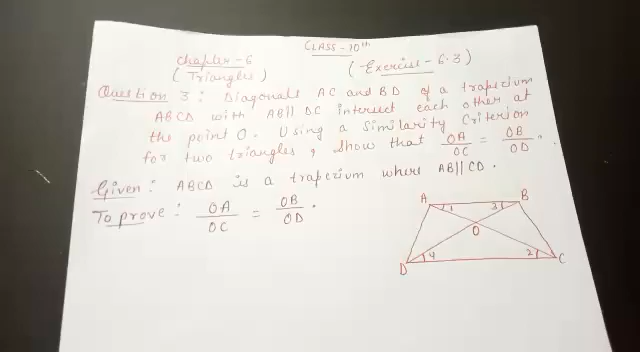 CLASS-10th
Chapter-6
(Triangles)
(Exercise-6.3)
Question 3: Diagonals AC and BD of a trapezium
ABCD with AB||DC intersect each other at
the point O. Using a similarity Criterion
for two triangles, show that OA/OC = OB/OD.
Given: ABCD is a trapezium where AB||CD.
To prove: OA/OC = OB/OD.
A 1 3 B
O
D 4 2 C